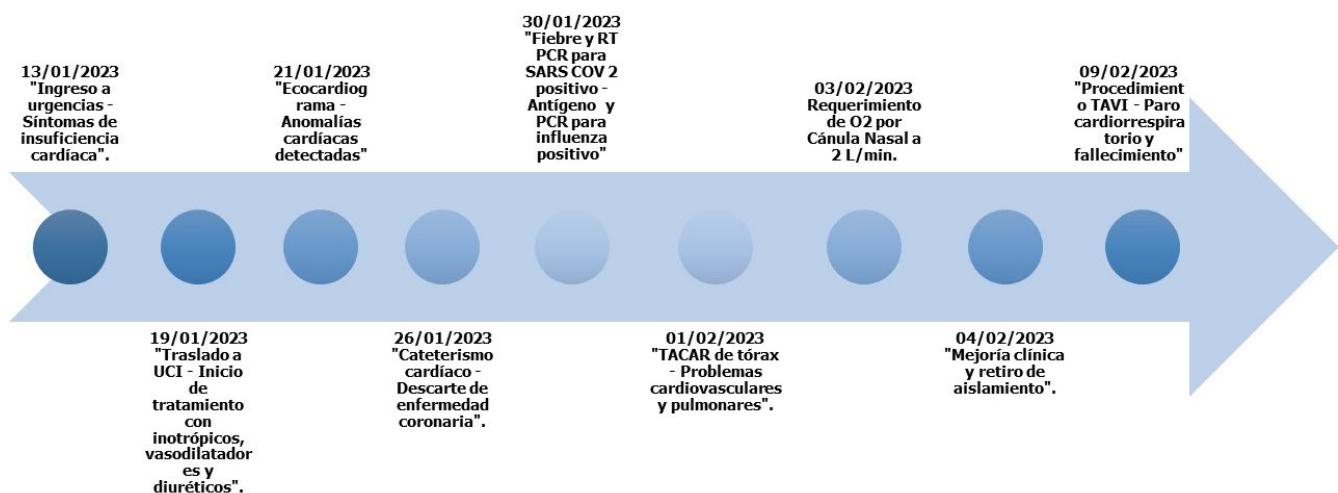 13/01/2023
"Ingreso a
urgencias -
Síntomas de
insuficiencia
cardíaca".
19/01/2023
"Traslado a
UCI - Inicio
de
tratamiento
con
inotrópicos,
vasodilatador
es y
diuréticos".
21/01/2023
"Ecocardiog
rama -
Anomalías
cardíacas
detectadas"
26/01/2023
"Cateterismo
cardíaco -
Descarte de
enfermedad
coronaria".
30/01/2023
"Fiebre y RT
PCR para
SARS COV 2
positivo -
Antígeno y
PCR para
influenza
positivo"
01/02/2023
"TACAR de tórax
- Problemas
cardiovasculares
y pulmonares".
03/02/2023
Requerimiento
de O2 por
Cánula Nasal a
2 L/min.
04/02/2023
"Mejoría clínica
y retiro de
aislamiento".
09/02/2023
"Procedimient
o TAVI - Paro
cardiorrespira
torio y
fallecimiento"